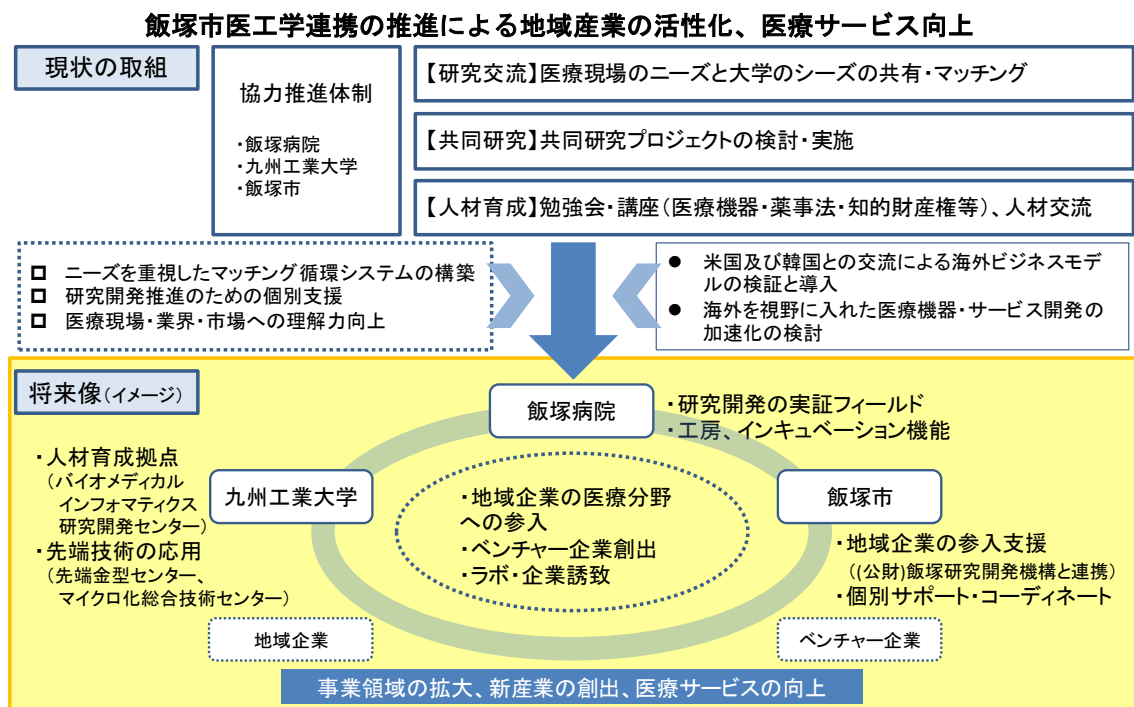 飯塚市医工学連携の推進による地域産業の活性化、医療サービス向上
現状の取組
協力推進体制
・飯塚病院
・九州工業大学
・飯塚市
【研究交流】医療現場のニーズと大学のシーズの共有・マッチング
【共同研究】共同研究プロジェクトの検討・実施
【人材育成】勉強会・講座(医療機器・薬事法・知的財産権等)、人材交流
ニーズを重視したマッチング循環システムの構築
研究開発推進のための個別支援
医療現場・業界・市場への理解力向上
● 米国及び韓国との交流による海外ビジネスモデ
ルの検証と導入
● 海外を視野に入れた医療機器・サービス開発の
加速化の検討
将来像(イメージ)
飯塚病院
・研究開発の実証フィールド
・工房、インキュベーション機能
・人材育成拠点
(バイオメディカル
インフォマティクス
研究開発センター)
・先端技術の応用
(先端金型センター、
マイクロ化総合技術センター)
九州工業大学
・地域企業の医療分野
への参入
・ベンチャー企業創出
・ラボ・企業誘致
飯塚市
・地域企業の参入支援
((公財)飯塚研究開発機構と連携)
・個別サポート・コーディネート
地域企業
ベンチャー企業
事業領域の拡大、新産業の創出、医療サービスの向上